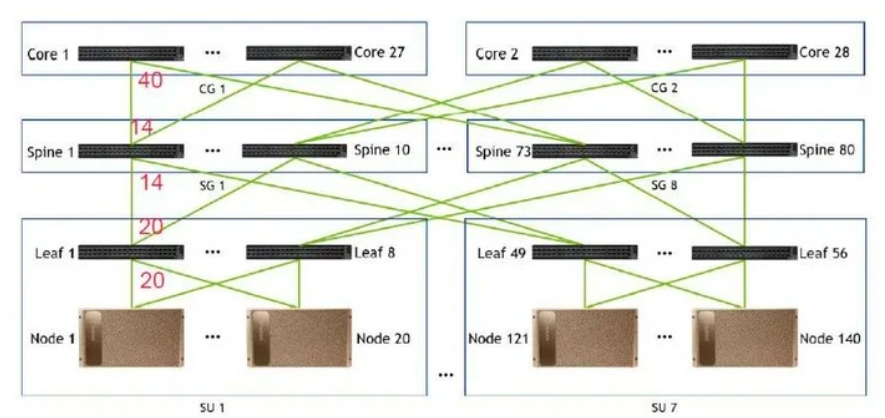 Core 1 ... Core 27 Core 2 ... Core 28
40
CG 1 CG 2
14
Spine 1 ... Spine 10 ... Spine 73 ... Spine 80
14 SG 1 SG 8
20
Leaf 1 ... Leaf 8 Leaf 49 ... Leaf 56
20
Node 1 ... Node 20 Node 121 ... Node 140
...
SU 1 SU 7